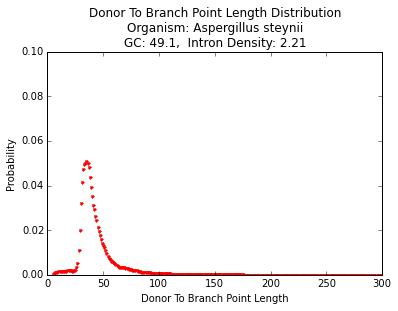 Donor To Branch Point Length Distribution
Organism: Aspergillus steynii
GC: 49.1,  Intron Density: 2.21
0.10
0.08
0.06
0.04
0.02
0.00
Probability
0 50 100 150 200 250 300
Donor To Branch Point Length